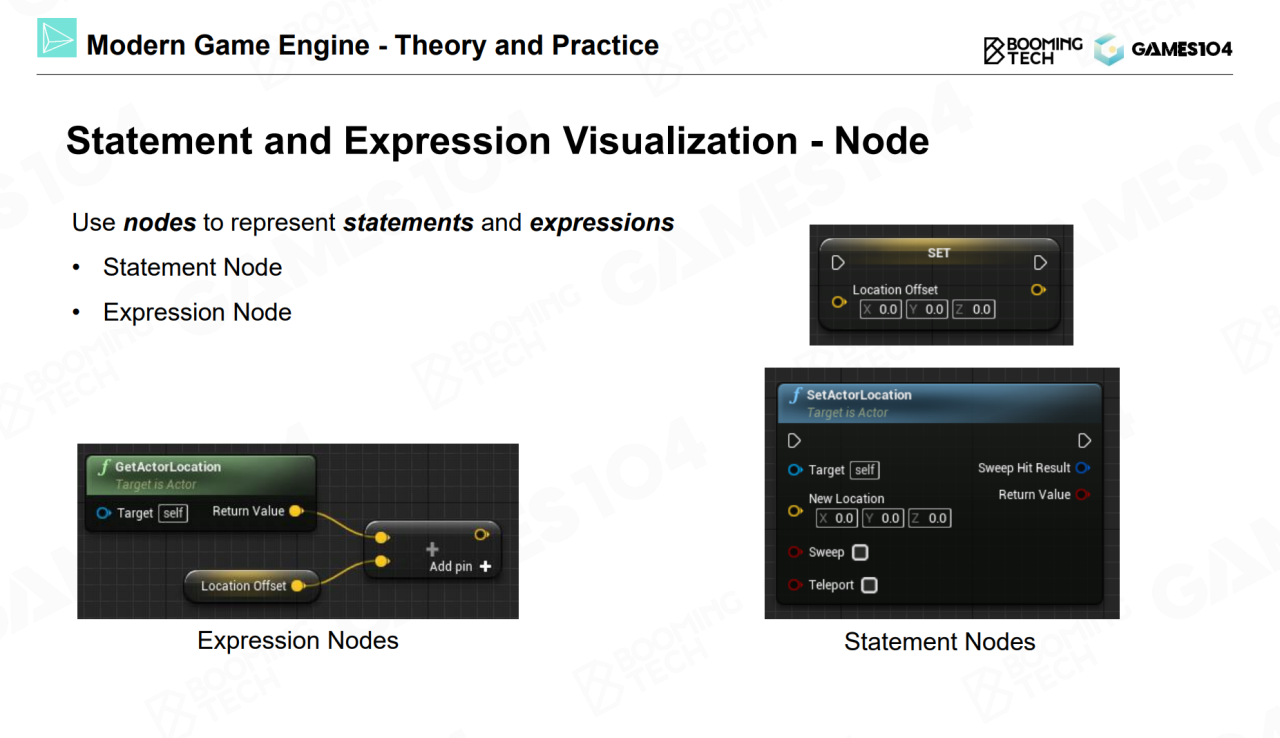 Modern Game Engine - Theory and Practice
BOOMING
TECH
GAMES104
Statement and Expression Visualization - Node
Use nodes to represent statements and expressions
• Statement Node
• Expression Node
SET
Location Offset
X 0.0 Y 0.0 Z 0.0
f SetActorLocation
Target is Actor
Target self
Sweep Hit Result
New Location
Return Value
X 0.0 Y 0.0 Z 0.0
Sweep
Teleport
Statement Nodes
f GetActorLocation
Target is Actor
Target self
Return Value
+
Add pin +
Location Offset
Expression Nodes